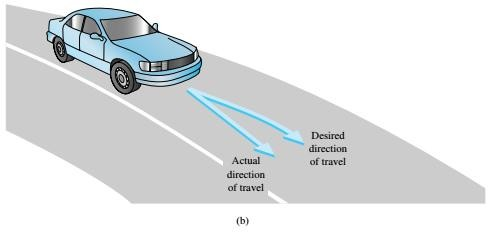 Desired
direction
of travel
Actual
direction
of travel
(b)